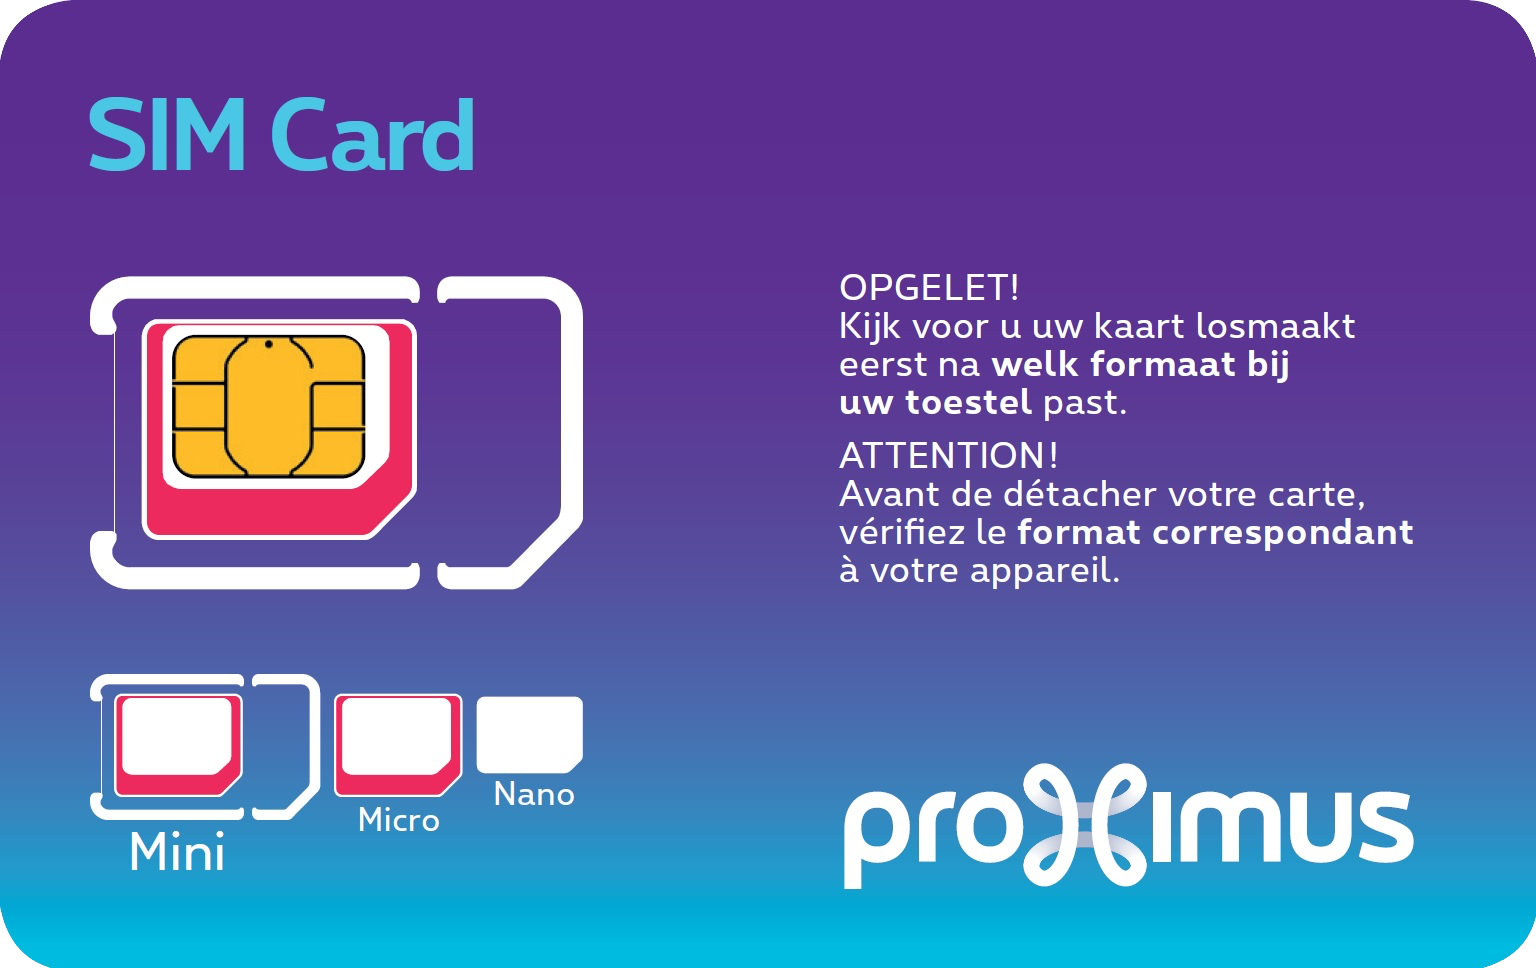 SIM Card
OPGELET!
Kijk voor u uw kaart losmaakt
eerst na welk formaat bij
uw toestel past.
ATTENTION!
Avant de détacher votre carte,
vérifiez le format correspondant
à votre appareil.
Mini
Micro
Nano
proximus